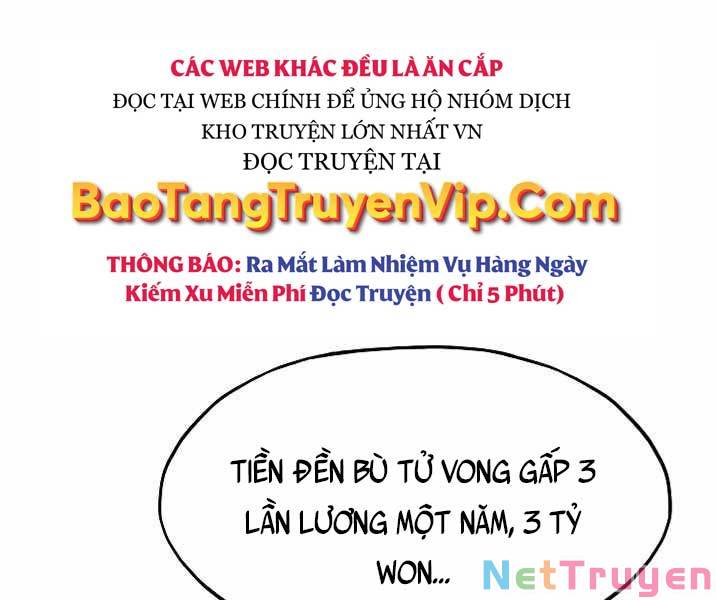 CÁC WEB KHÁC ĐỀU LÀ ĂN CẮP
ĐỌC TẠI WEB CHÍNH ĐỂ ỦNG HỘ NHÓM DỊCH
KHO TRUYỆN LỚN NHẤT VN
ĐỌC TRUYỆN TẠI
BaoTangTruyenVip.Com
THÔNG BÁO: Ra Mắt Làm Nhiệm Vụ Hàng Ngày
Kiếm Xu Miễn Phí Đọc Truyện ( Chỉ 5 Phút)
TIỀN ĐỀN BÙ TỬ VONG GẤP 3
LẦN LƯƠNG MỘT NĂM, 3 TỶ
WON...
NetTruyen